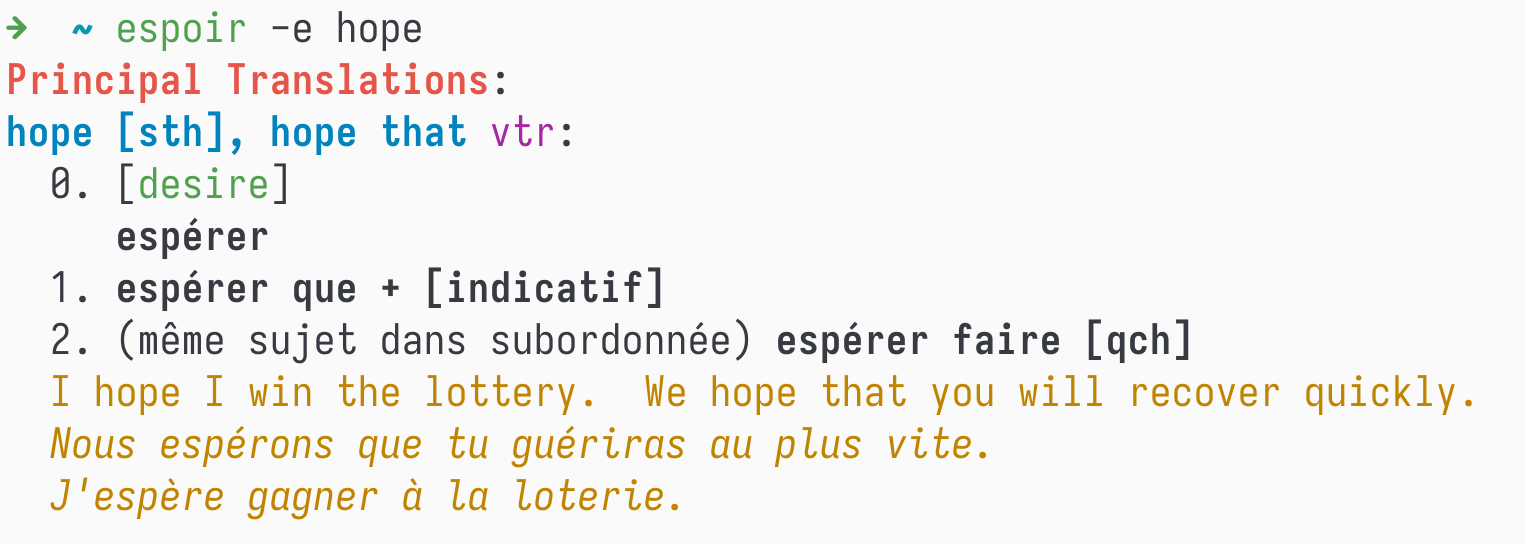 ➜  ~ espoir -e hope
Principal Translations:
hope [sth], hope that vtr:
  0. [desire]
     espérer
  1. espérer que + [indicatif]
  2. (même sujet dans subordonnée) espérer faire [qch]
  I hope I win the lottery.  We hope that you will recover quickly.
  Nous espérons que tu guériras au plus vite.
  J'espère gagner à la loterie.